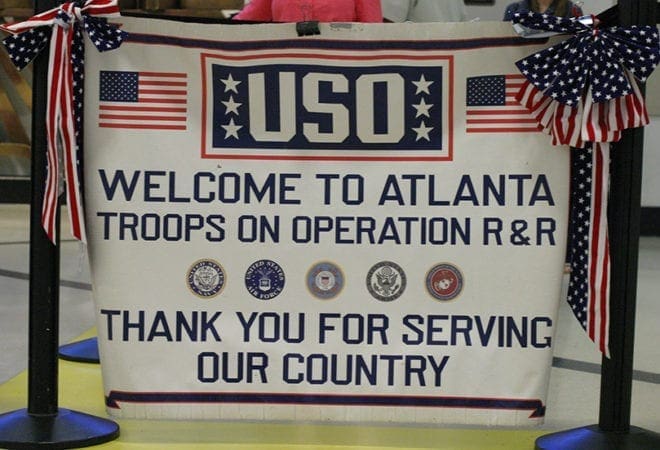 USO
WELCOME TO ATLANTA
TROOPS ON OPERATION R & R
THANK YOU FOR SERVING
OUR COUNTRY